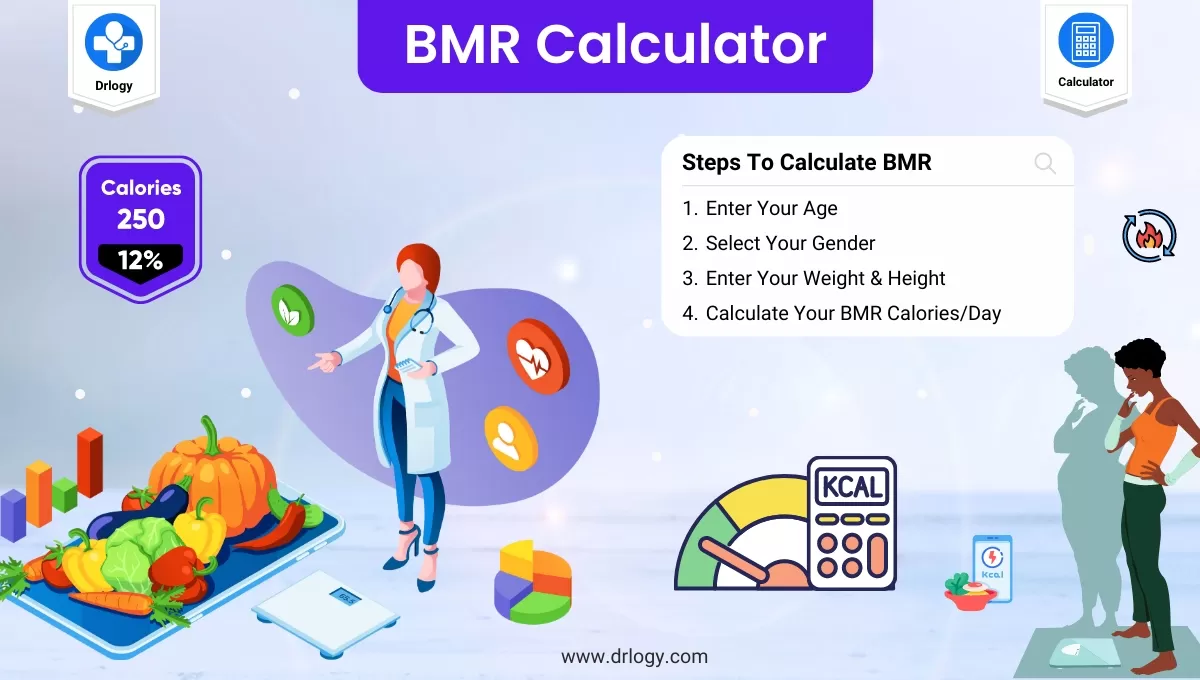 BMR Calculator
Drlogy
Calculator
Calories
250
12%
Steps To Calculate BMR
1. Enter Your Age
2. Select Your Gender
3. Enter Your Weight & Height
4. Calculate Your BMR Calories/Day
KCAL
Kcal
www.drlogy.com